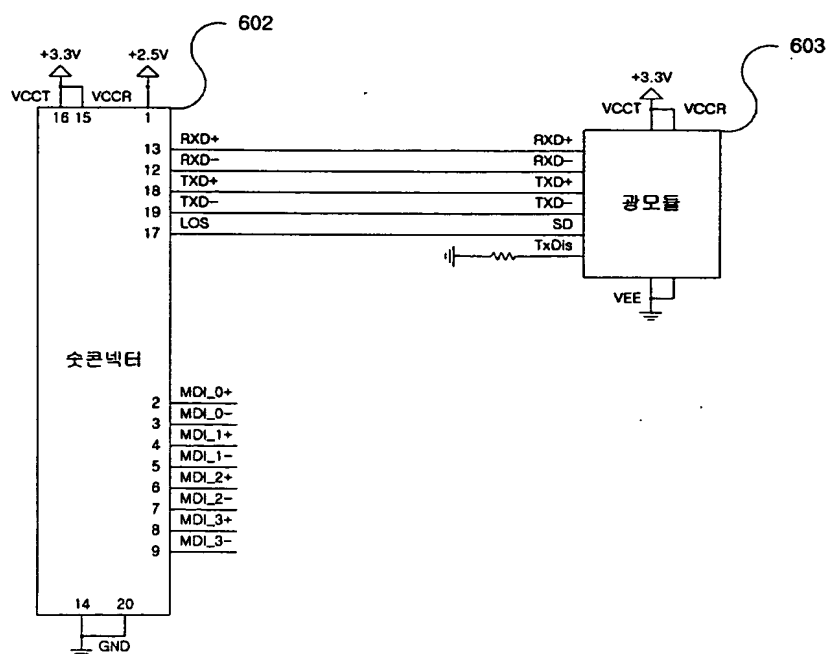 602
+3.3V
+2.5V
VCCT
VCCR
16 15
1
603
+3.3V
VCCT
VCCR
13
RXD+
RXD+
12
RXD-
RXD-
18
TXD+
TXD+
19
TXD-
TXD-
17
LOS
SD
TxDis
광모듈
VEE
숫콘넥터
2
MDI_0+
3
MDI_0-
4
MDI_1+
5
MDI_1-
6
MDI_2+
7
MDI_2-
8
MDI_3+
9
MDI_3-
14
20
GND